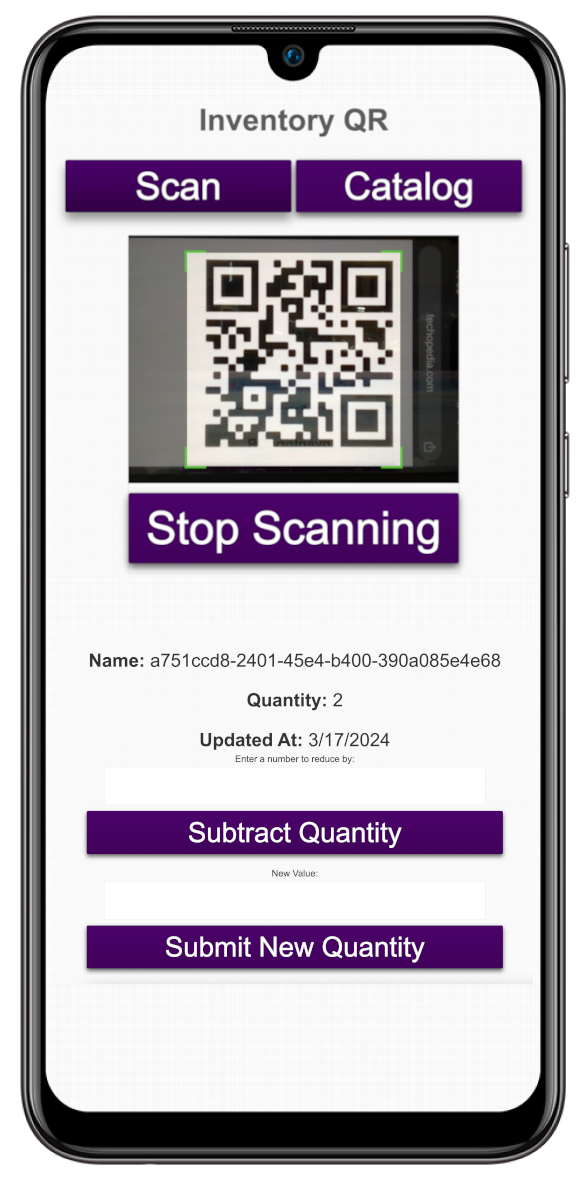 Inventory QR
Scan Catalog
techopedia.com
Stop Scanning
Name: a751ccd8-2401-45e4-b400-390a085e4e68
Quantity: 2
Updated At: 3/17/2024
Enter a number to reduce by:
Subtract Quantity
New Value:
Submit New Quantity